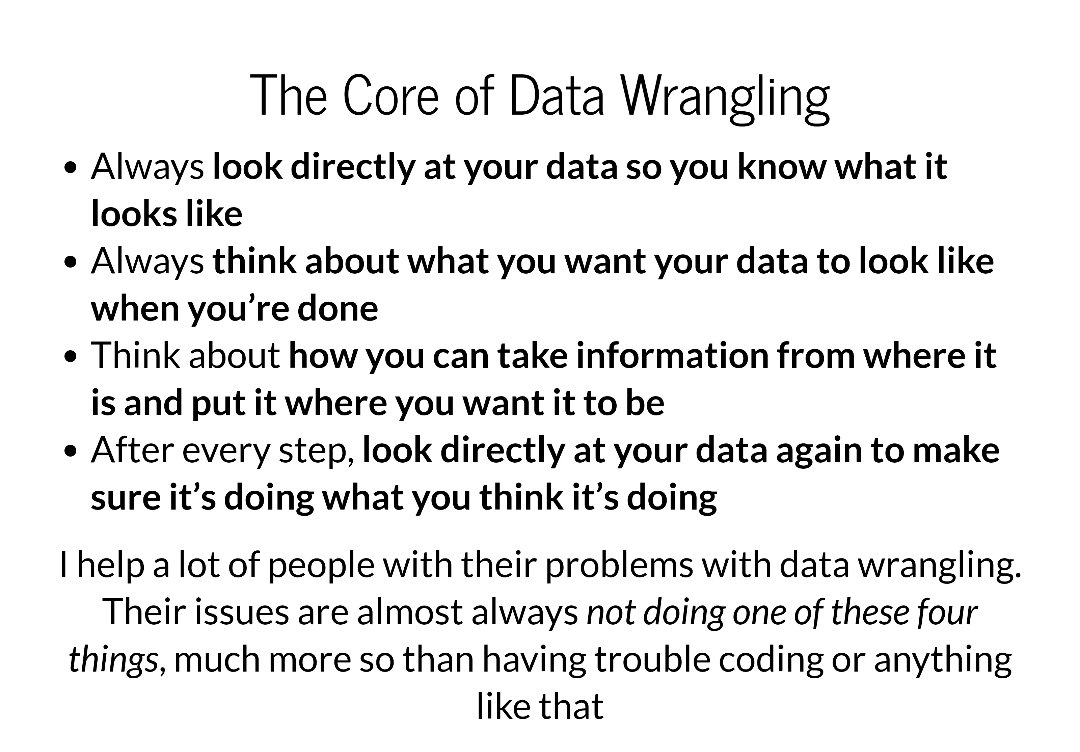 The Core of Data Wrangling
• Always look directly at your data so you know what it
looks like
• Always think about what you want your data to look like
when you’re done
• Think about how you can take information from where it
is and put it where you want it to be
• After every step, look directly at your data again to make
sure it’s doing what you think it’s doing
I help a lot of people with their problems with data wrangling.
Their issues are almost always not doing one of these four
things, much more so than having trouble coding or anything
like that